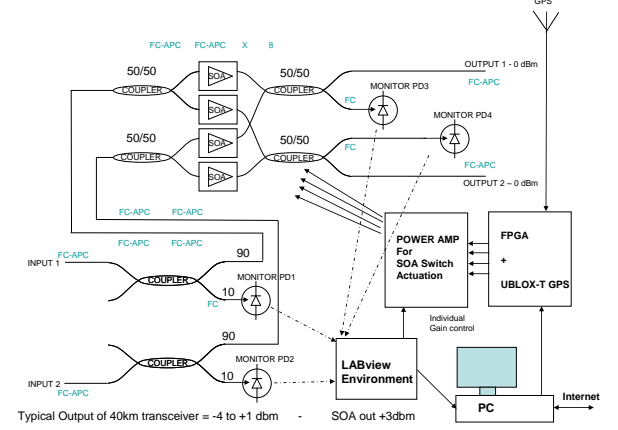 GPS
FC-APC FC-APC X 8
50/50
COUPLER
SOA
50/50
COUPLER
OUTPUT 1 - 0 dBm
FC-APC
MONITOR PD3
FC
SOA
50/50
COUPLER
SOA
50/50
COUPLER
MONITOR PD4
FC
SOA
FC-APC
OUTPUT 2 – 0 dBm
FC-APC FC-APC
FC-APC FC-APC
POWER AMP
For
SOA Switch
Actuation
FPGA
+
UBLOX-T GPS
FC-APC
INPUT 1
COUPLER
90
10
FC
MONITOR PD1
Individual
Gain control
90
COUPLER
10
MONITOR PD2
INPUT 2
FC-APC
LABview
Environment
PC
Internet
Typical Output of 40km transceiver = -4 to +1 dbm - SOA out +3dbm